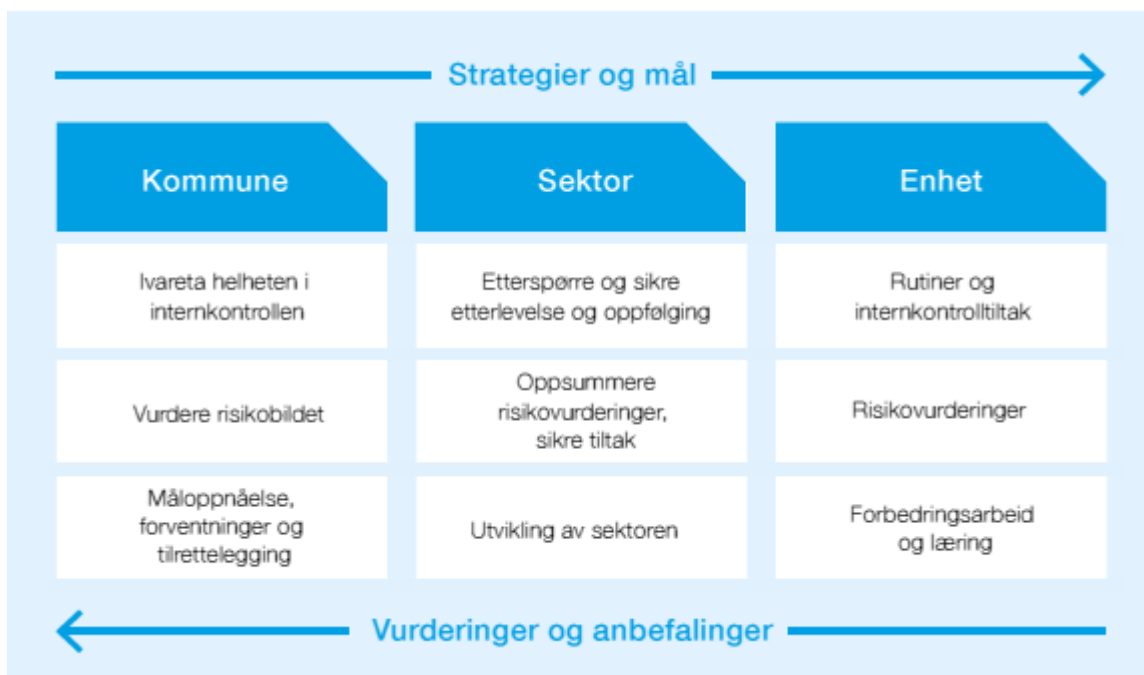 Strategier og mål
Kommune
Sektor
Enhet
Ivareta helheten i
internkontrollen
Etterspørre og sikre
etterlevelse og oppfølging
Rutiner og
internkontrolltiltak
Vurdere risikobildet
Oppsummere
risikovurderinger,
sikre tiltak
Risikovurderinger
Måloppnåelse,
forventninger og
tilrettelegging
Utvikling av sektoren
Forbedringsarbeid
og læring
Vurderinger og anbefalinger